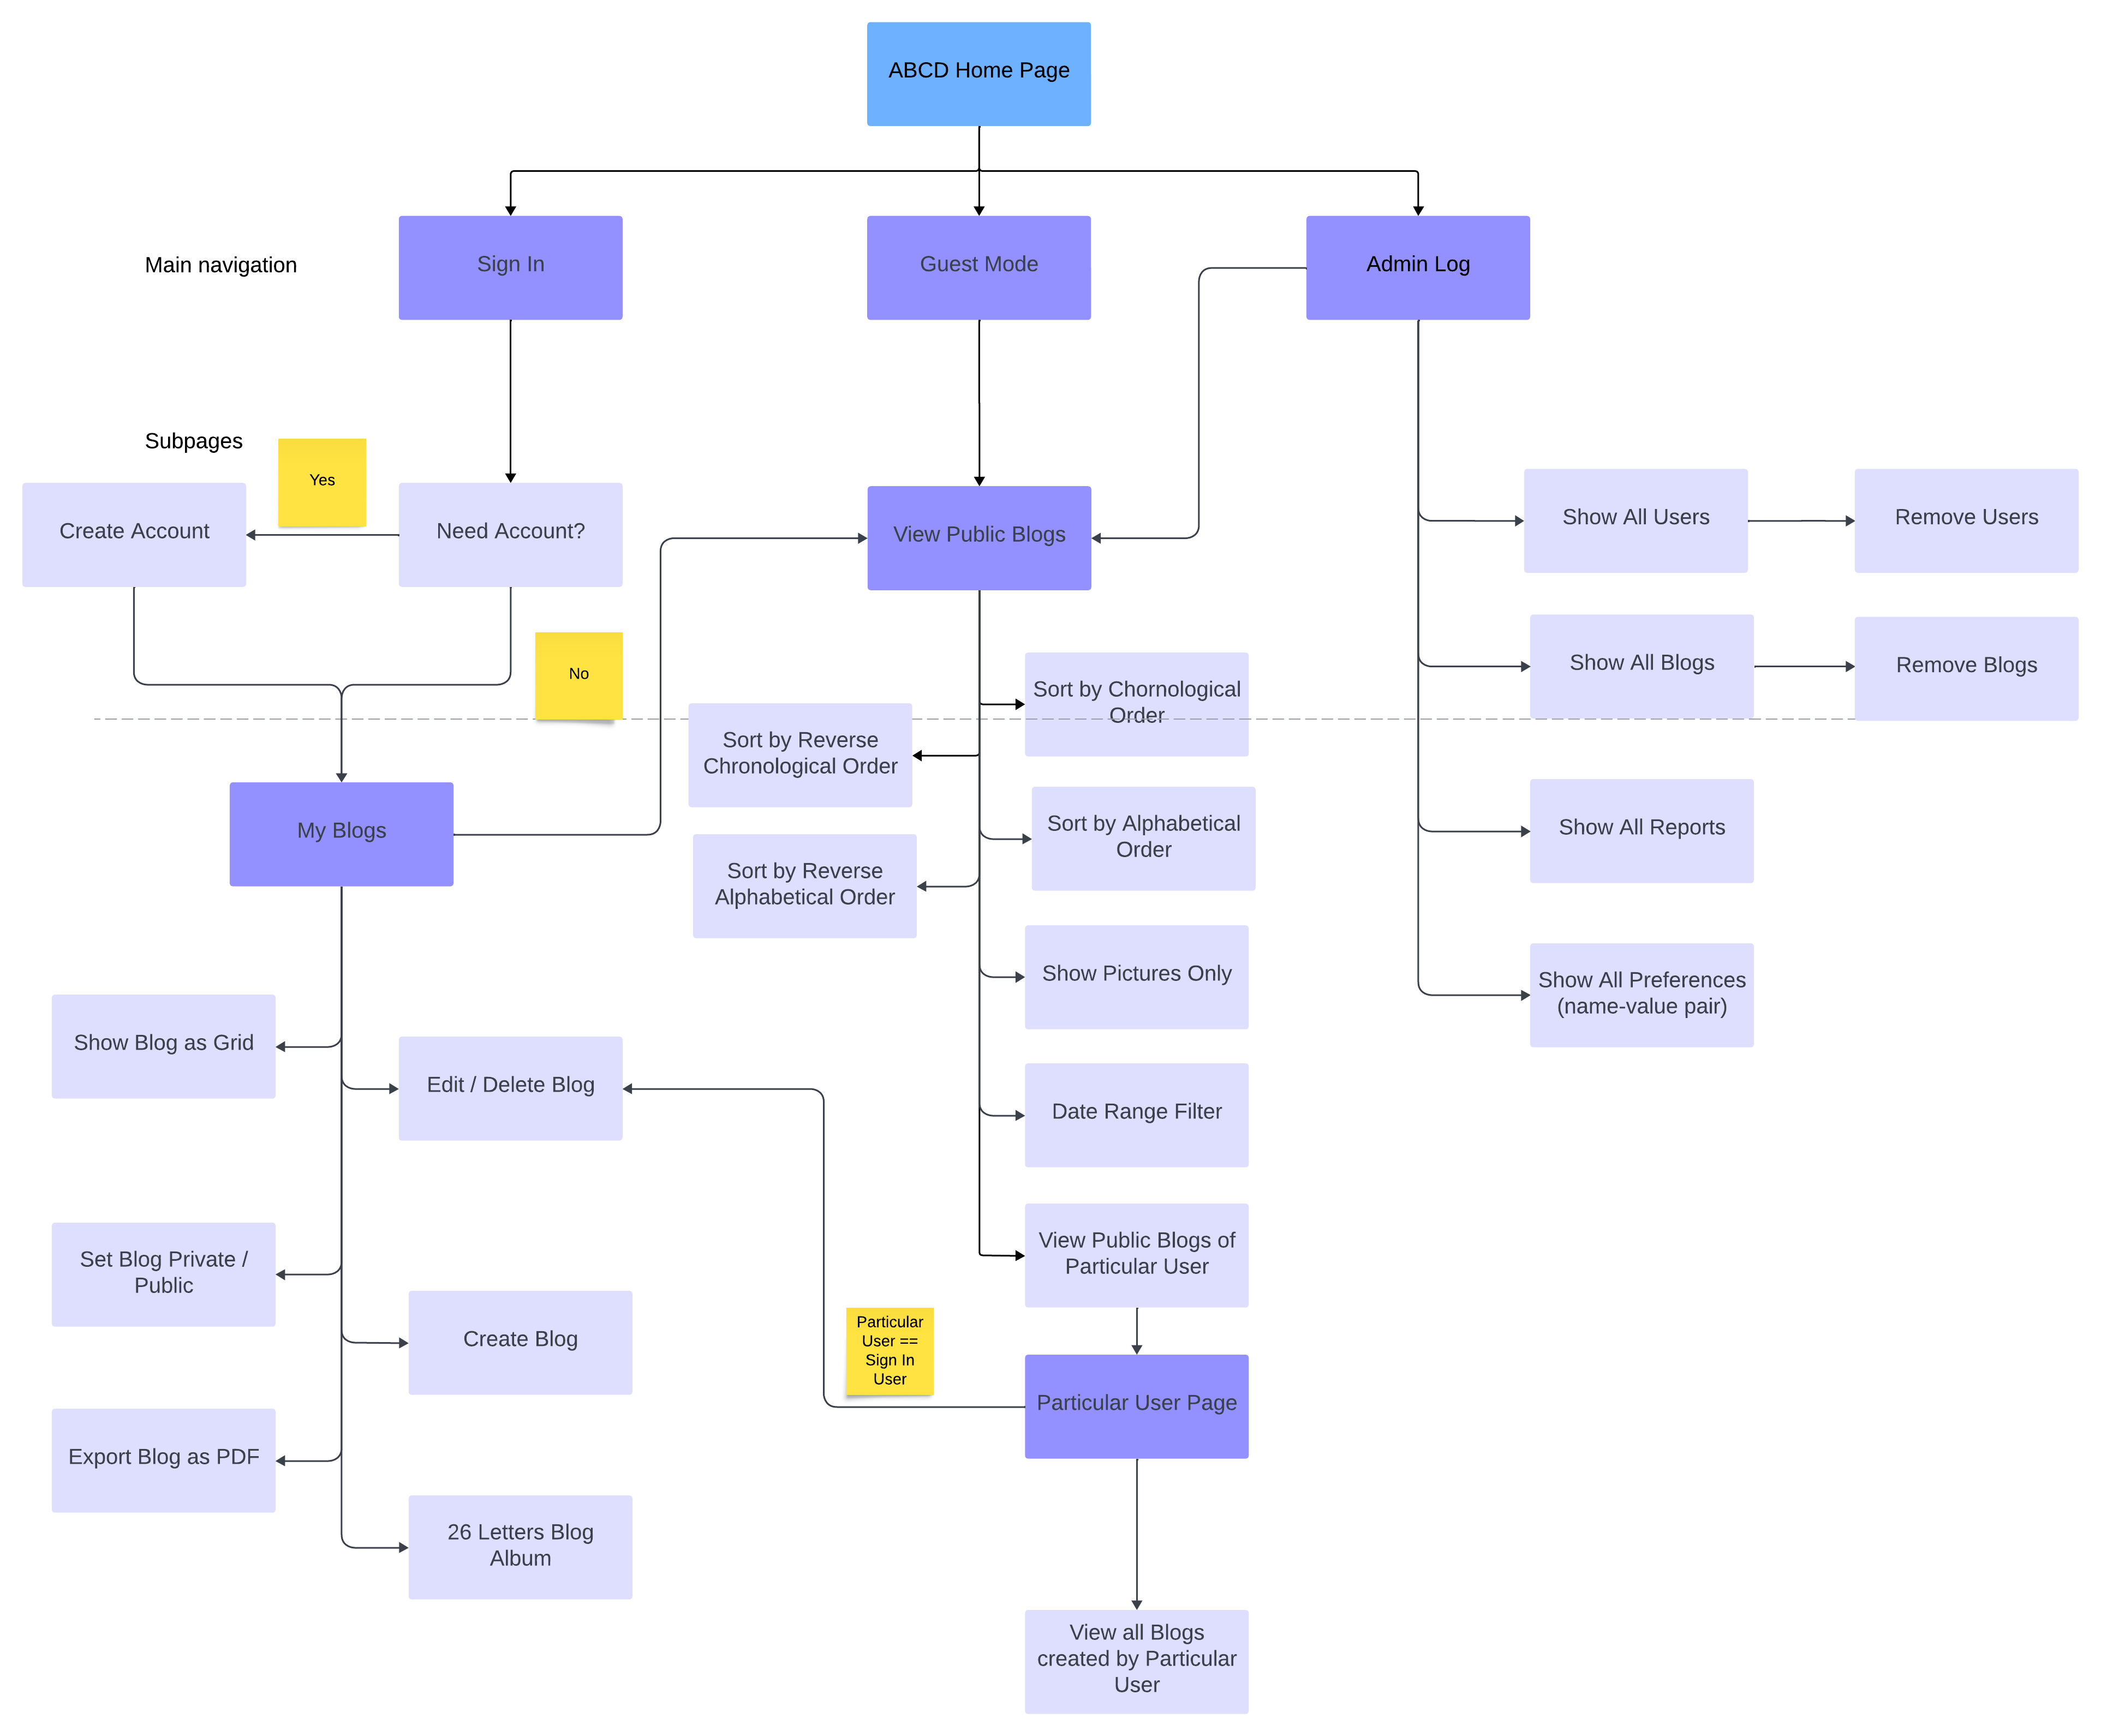 ABCD Home Page
Main navigation
Sign In
Guest Mode
Admin Log
Subpages
Yes
Create Account
Need Account?
View Public Blogs
Show All Users
Remove Users
No
Show All Blogs
Remove Blogs
Sort by Chornological
Order
Sort by Reverse
Chronological Order
My Blogs
Sort by Alphabetical
Order
Show All Reports
Sort by Reverse
Alphabetical Order
Show Pictures Only
Show All Preferences
(name-value pair)
Show Blog as Grid
Edit / Delete Blog
Date Range Filter
Set Blog Private /
Public
View Public Blogs of
Particular User
Create Blog
Particular
User ==
Sign In
User
Particular User Page
Export Blog as PDF
26 Letters Blog
Album
View all Blogs
created by Particular
User